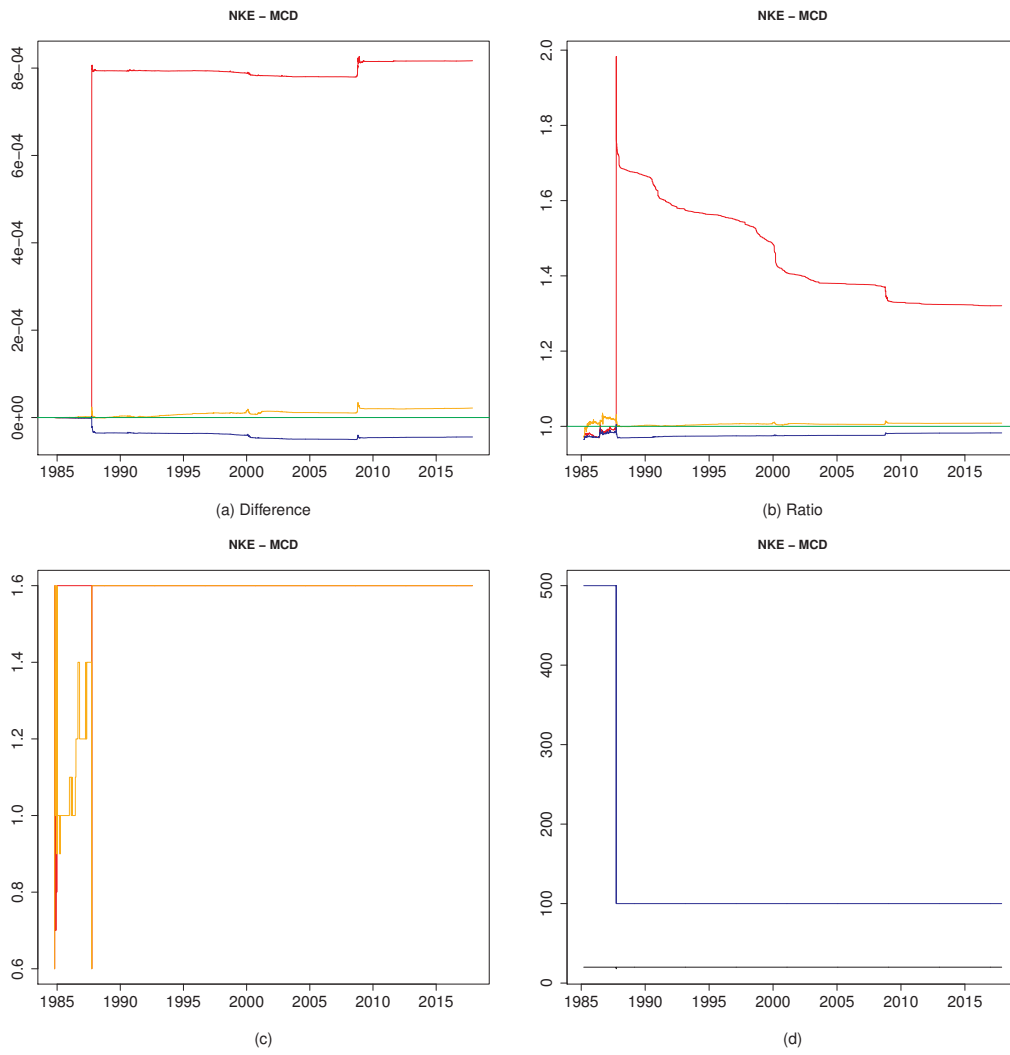 NKE − MCD
8e−04
6e−04
4e−04
2e−04
0e+00
1985 1990 1995 2000 2005 2010 2015
(a) Difference
NKE − MCD
2.0
1.8
1.6
1.4
1.2
1.0
1985 1990 1995 2000 2005 2010 2015
(b) Ratio
NKE − MCD
1.6
1.4
1.2
1.0
0.8
0.6
1985 1990 1995 2000 2005 2010 2015
(c)
NKE − MCD
500
400
300
200
100
0
1985 1990 1995 2000 2005 2010 2015
(d)